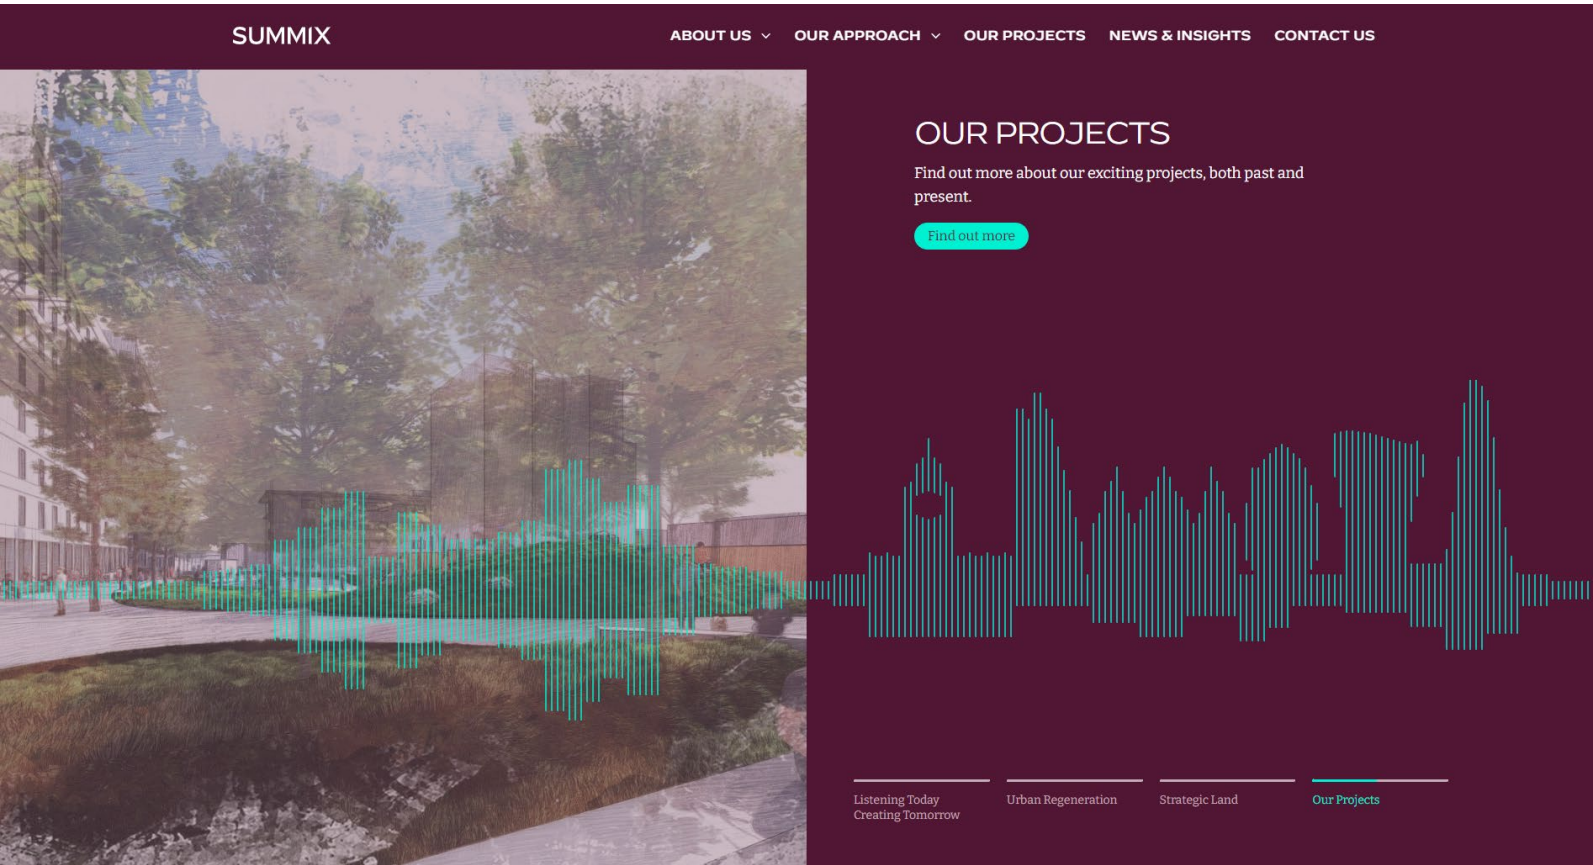 SUMMIX
ABOUT US
OUR APPROACH
OUR PROJECTS
NEWS & INSIGHTS
CONTACT US
OUR PROJECTS
Find out more about our exciting projects, both past and
present.
Find out more
Listening Today
Creating Tomorrow
Urban Regeneration
Strategic Land
Our Projects